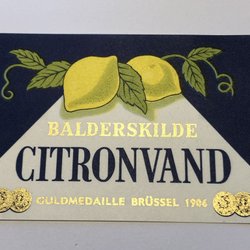 BALDERSKILDE
CITRONVAND
GULDMEDAILLE BRÜSSEL 1906